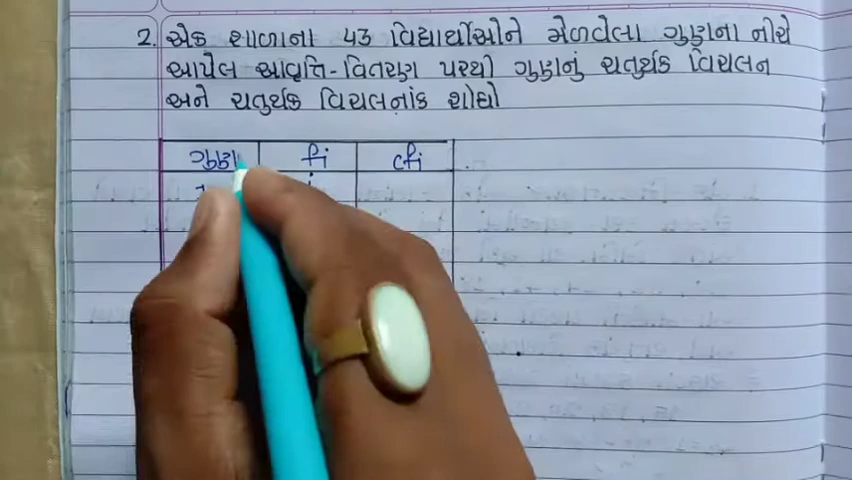 2. એક શાળાના ૫૩ વિદ્યાર્થીઓને મેળવેલા ગુણના નીચે
આપેલ આવૃત્તિ-વિતરણ પરથી ગુણનું ચતુર્થક વિચલન
અને ચતુર્થક વિચલનાંક શોધો
ગુણ fi cfi